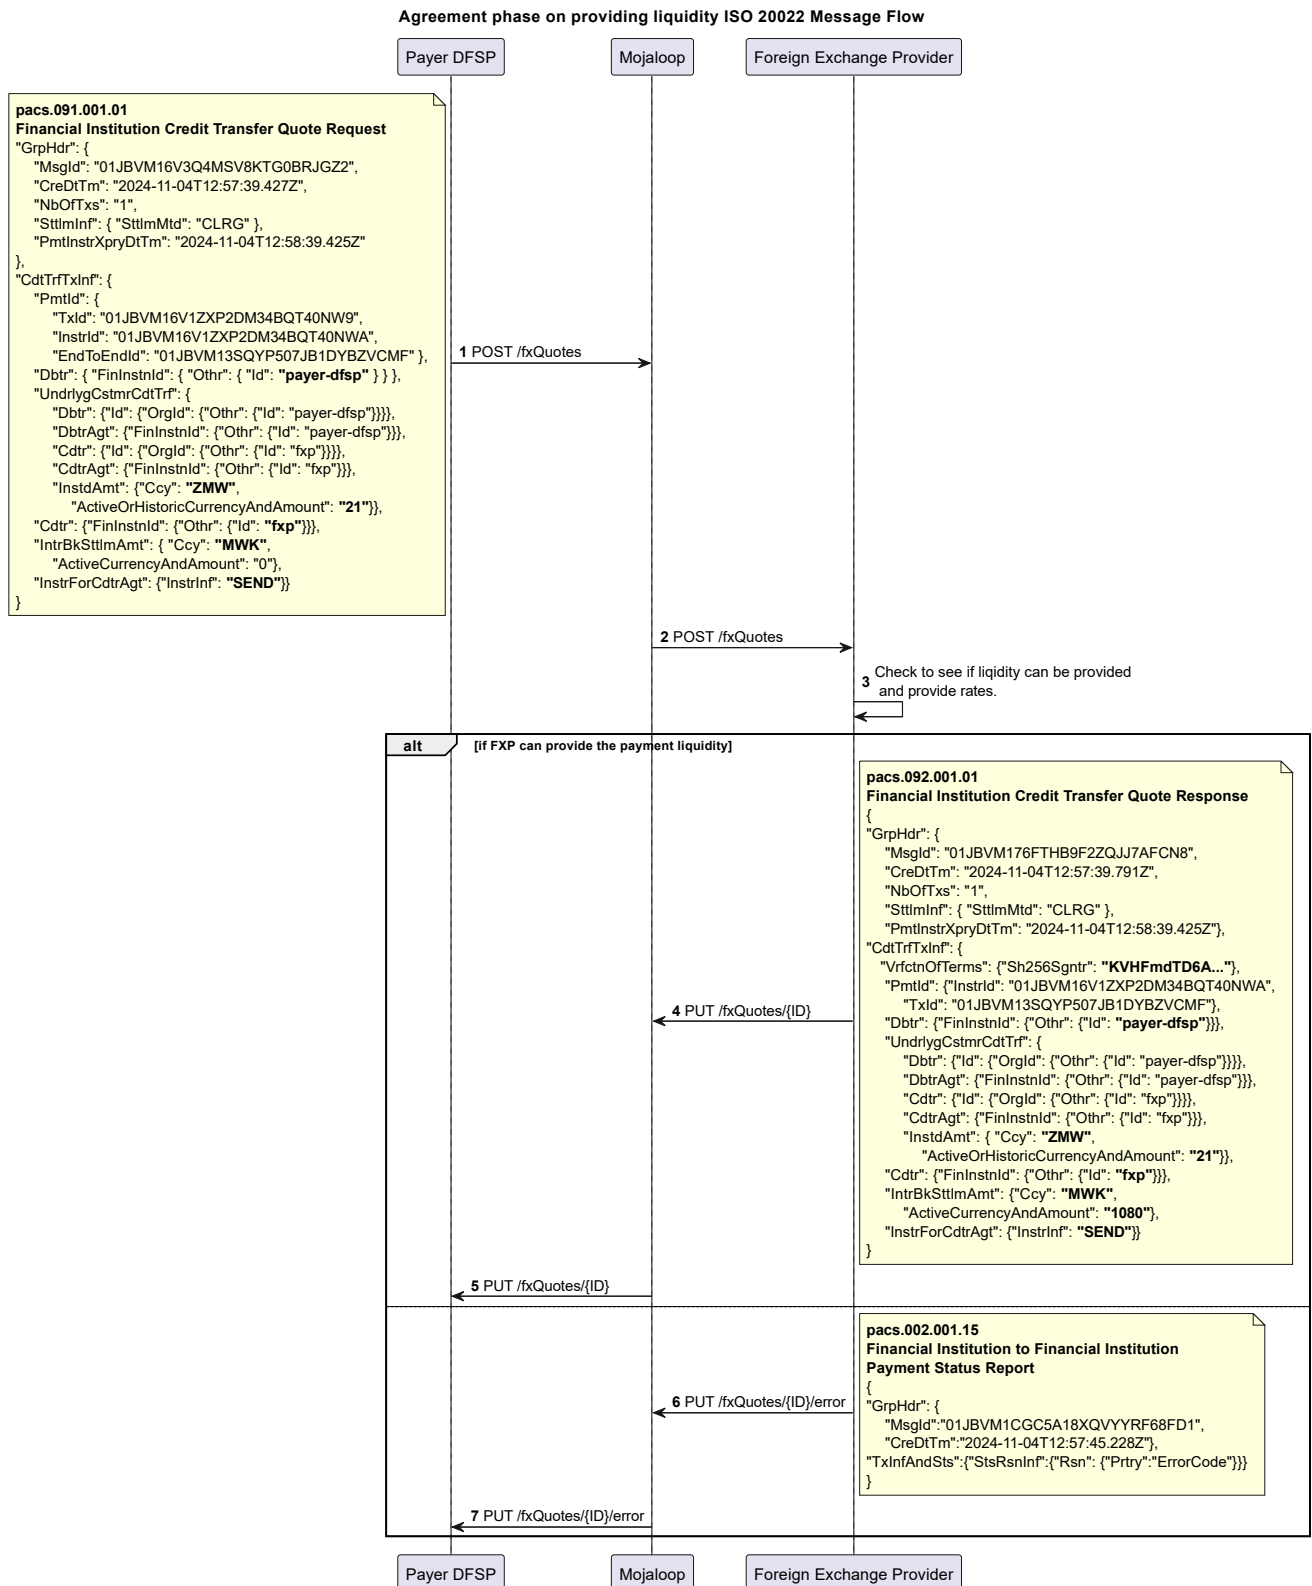 Agreement phase on providing liquidity ISO 20022 Message Flow
Payer DFSP
Mojaloop
Foreign Exchange Provider
pacs.091.001.01
Financial Institution Credit Transfer Quote Request
"GrpHdr": {
"MsgId": "01JBVM16V3Q4MSV8KTG0BRJGZ2",
"CreDtTm": "2024-11-04T12:57:39.427Z",
"NbOfTxs": "1",
"SttlmInf": { "SttlmMtd": "CLRG" },
"PmtInstrXpryDtTm": "2024-11-04T12:58:39.425Z"
},
"CdtTrfTxInf": {
"PmtId": {
"TxId": "01JBVM16V1ZXP2DM34BQT40NW9",
"InstrId": "01JBVM16V1ZXP2DM34BQT40NWA",
"EndToEndId": "01JBVM13SQYP507JB1DYBZVCMF" },
"Dbtr": { "FinInstnId": { "Othr": { "Id": "payer-dfsp" } } },
"UndrlygCstmrCdtTrf": {
"Dbtr": {"Id": {"OrgId": {"Othr": {"Id": "payer-dfsp"}}}},
"DbtrAgt": {"FinInstnId": {"Othr": {"Id": "payer-dfsp"}}},
"Cdtr": {"Id": {"OrgId": {"Othr": {"Id": "fxp"}}}},
"CdtrAgt": {"FinInstnId": {"Othr": {"Id": "fxp"}}},
"InstdAmt": {"Ccy": "ZMW",
"ActiveOrHistoricCurrencyAndAmount": "21"}},
"Cdtr": {"FinInstnId": {"Othr": {"Id": "fxp"}}},
"IntrBkSttlmAmt": { "Ccy": "MWK",
"ActiveCurrencyAndAmount": "0"},
"InstrForCdtrAgt": {"InstrInf": "SEND"}}
}
1 POST /fxQuotes
2 POST /fxQuotes
3 Check to see if liqidity can be provided
and provide rates.
alt [if FXP can provide the payment liquidity]
pacs.092.001.01
Financial Institution Credit Transfer Quote Response
{
"GrpHdr": {
"MsgId": "01JBVM176FTHB9F2ZQJJ7AFCN8",
"CreDtTm": "2024-11-04T12:57:39.791Z",
"NbOfTxs": "1",
"SttlmInf": { "SttlmMtd": "CLRG" },
"PmtInstrXpryDtTm": "2024-11-04T12:58:39.425Z"},
"CdtTrfTxInf": {
"VrfctnOfTerms": {"Sh256Sgntr": "KVHFmdTD6A..."},
"PmtId": {"InstrId": "01JBVM16V1ZXP2DM34BQT40NWA",
"TxId": "01JBVM13SQYP507JB1DYBZVCMF"},
"Dbtr": {"FinInstnId": {"Othr": {"Id": "payer-dfsp"}}},
"UndrlygCstmrCdtTrf": {
"Dbtr": {"Id": {"OrgId": {"Othr": {"Id": "payer-dfsp"}}}},
"DbtrAgt": {"FinInstnId": {"Othr": {"Id": "payer-dfsp"}}},
"Cdtr": {"Id": {"OrgId": {"Othr": {"Id": "fxp"}}}},
"CdtrAgt": {"FinInstnId": {"Othr": {"Id": "fxp"}}},
"InstdAmt": { "Ccy": "ZMW",
"ActiveOrHistoricCurrencyAndAmount": "21"}},
"Cdtr": {"FinInstnId": {"Othr": {"Id": "fxp"}}},
"IntrBkSttlmAmt": {"Ccy": "MWK",
"ActiveCurrencyAndAmount": "1080"},
"InstrForCdtrAgt": {"InstrInf": "SEND"}}
}
4 PUT /fxQuotes/{ID}
5 PUT /fxQuotes/{ID}
pacs.002.001.15
Financial Institution to Financial Institution
Payment Status Report
{
"GrpHdr": {
"MsgId":"01JBVM1CGC5A18XQVYYRF68FD1",
"CreDtTm":"2024-11-04T12:57:45.228Z"},
"TxInfAndSts":{"StsRsnInf":{"Rsn": {"Prtry":"ErrorCode"}}}
}
6 PUT /fxQuotes/{ID}/error
7 PUT /fxQuotes/{ID}/error
Payer DFSP
Mojaloop
Foreign Exchange Provider